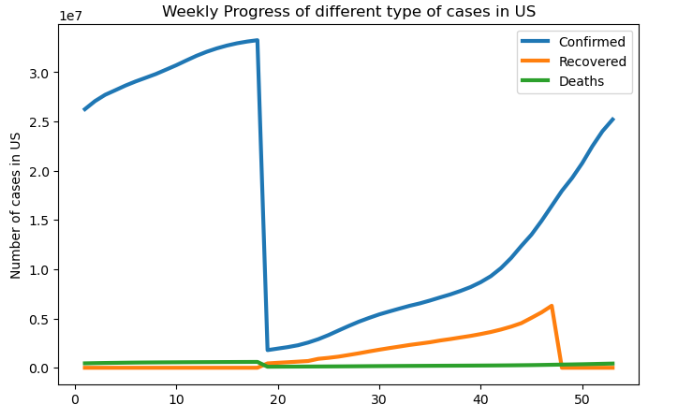 Weekly Progress of different type of cases in US
1e7
Confirmed
Recovered
Deaths
Number of cases in US
3.0
2.5
2.0
1.5
1.0
0.5
0.0
0 10 20 30 40 50